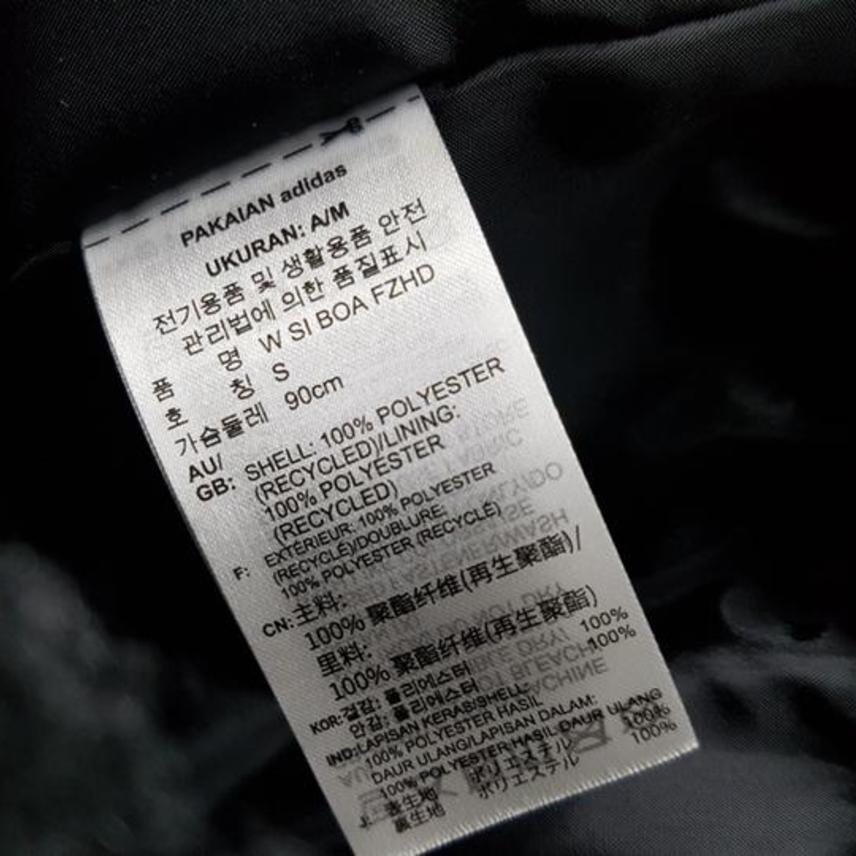 PAKAIAN adidas
UKURAN: A/M
전기용품 및 생활용품 안전
관리법에 의한 품질표시
품 명 W SI BOA FZHD
호 칭 S
가슴둘레 90cm
AU/
GB: SHELL: 100% POLYESTER
(RECYCLED)/LINING:
100% POLYESTER
(RECYCLED)
F: EXTÉRIEUR: 100% POLYESTER
(RECYCLÉ)/DOUBLURE:
100% POLYESTER (RECYCLÉ)
CN: 主料:
100% 聚酯纤维(再生聚酯)/
里料:
100% 聚酯纤维(再生聚酯)
KOR: 겉감: 폴리에스터 100%
안감: 폴리에스터 100%
IND: LAPISAN KERAS/SHELL:
100% POLYESTER HASIL
DAUR ULANG/LAPISAN DALAM:
100% POLYESTER HASIL DAUR ULANG
J: 表生地 ポリエステル 100%
裏生地 ポリエステル 100%